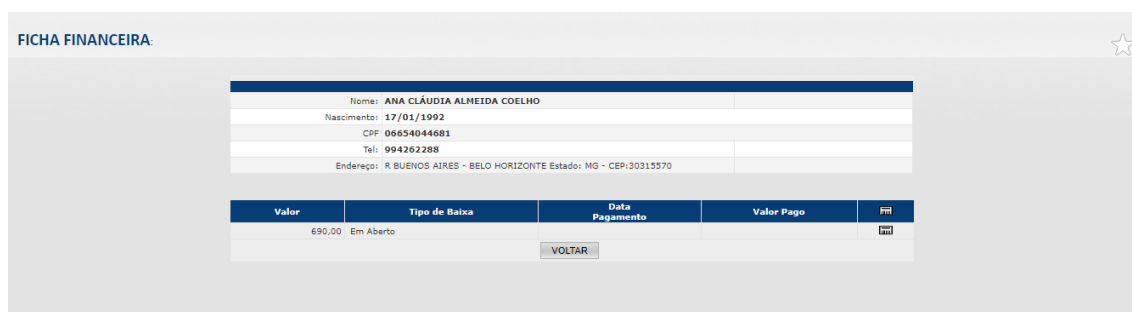 FICHA FINANCEIRA:
Nome: ANA CLÁUDIA ALMEIDA COELHO
Nascimento: 17/01/1992
CPF 06654044681
Tel: 994262288
Endereço: R BUENOS AIRES - BELO HORIZONTE Estado: MG - CEP:30315570
Valor Tipo de Baixa Data Pagamento Valor Pago
690,00 Em Aberto
VOLTAR